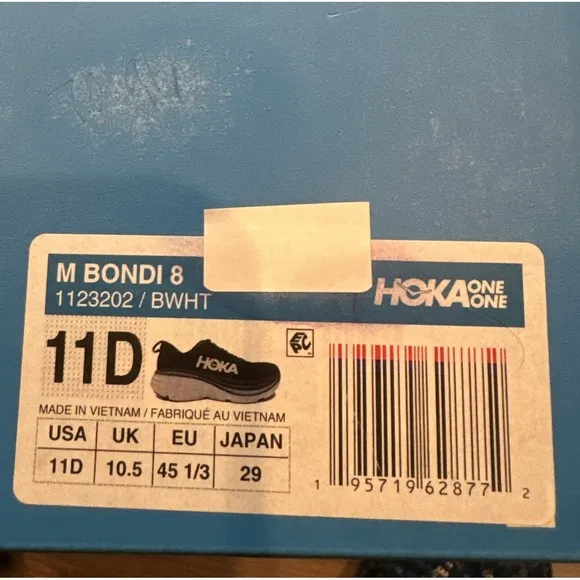 M BONDI 8
1123202 / BWHT
HOKA ONE ONE
11D
HOKA
MADE IN VIETNAM / FABRIQUÉ AU VIETNAM
USA UK EU JAPAN
11D 10.5 45 1/3 29
1 95719 62877 2